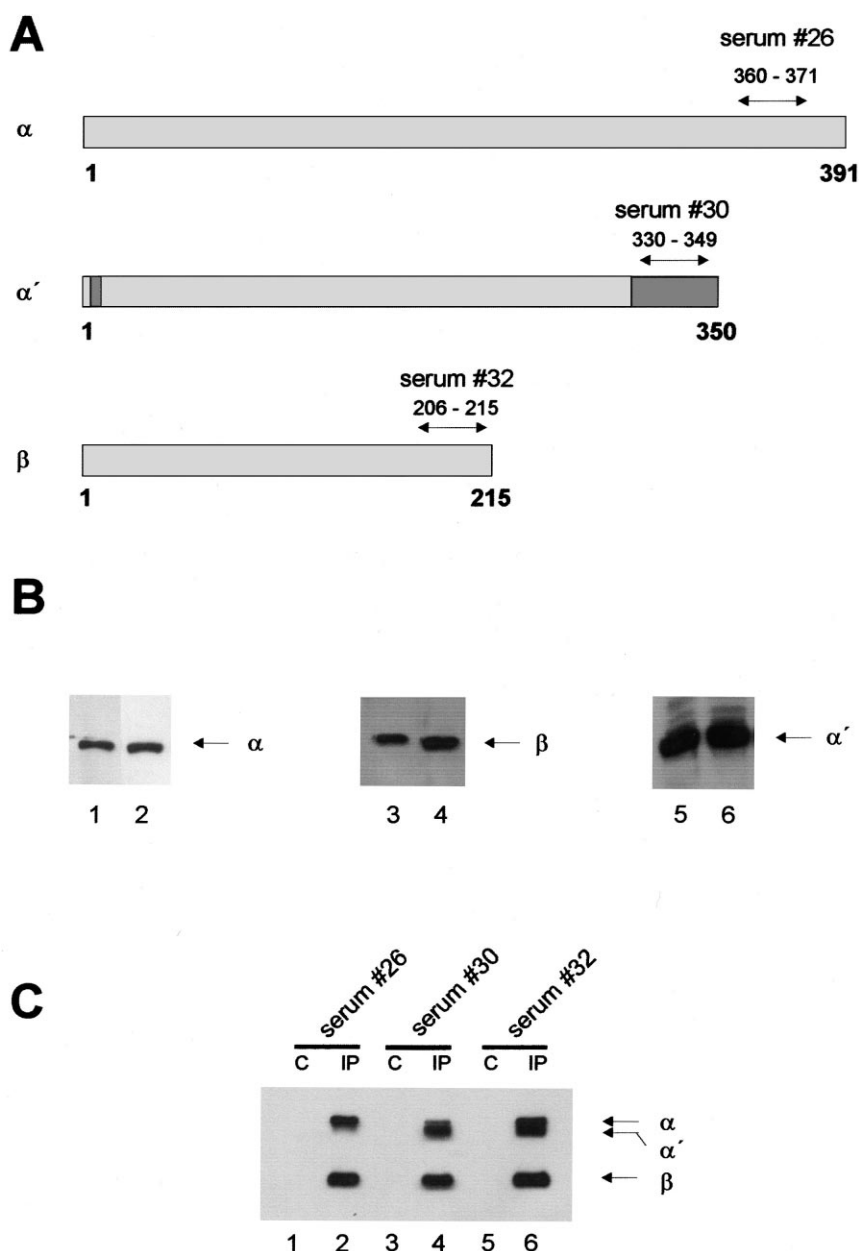 A
serum #26
360 - 371
α
1 391
serum #30
330 - 349
α´
1 350
serum #32
206 - 215
β
1 215
B
α β α´
1 2 3 4 5 6
C
serum #26 serum #30 serum #32
C IP C IP C IP
α
α´
β
1 2 3 4 5 6